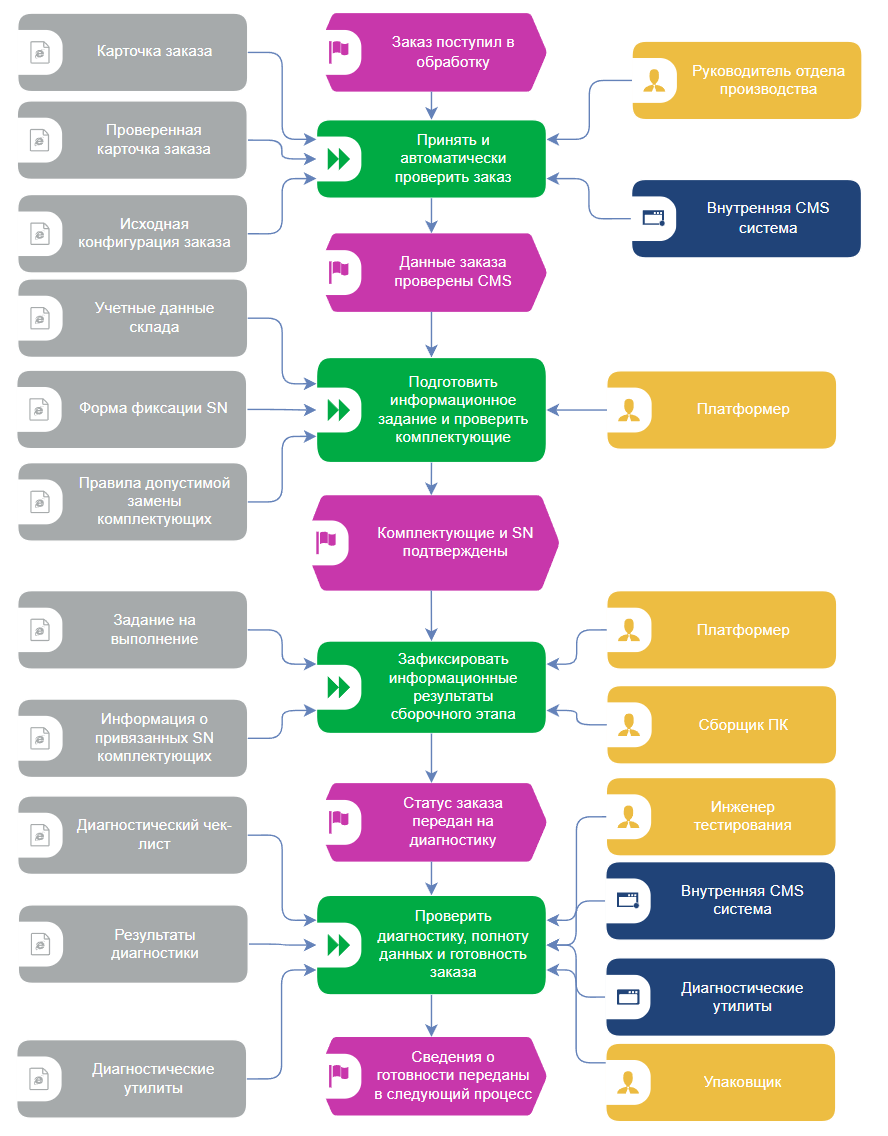 Карточка заказа
Заказ поступил в
обработку
Руководитель отдела
производства
Проверенная
карточка заказа
Принять и
автоматически
проверить заказ
Исходная
конфигурация заказа
Внутренняя CMS
система
Данные заказа
проверены CMS
Учетные данные
склада
Форма фиксации SN
Подготовить
информационное
задание и проверить
комплектующие
Платформер
Правила допустимой
замены
комплектующих
Комплектующие и SN
подтверждены
Задание на
выполнение
Платформер
Зафиксировать
информационные
результаты
сборочного этапа
Информация о
привязанных SN
комплектующих
Сборщик ПК
Статус заказа
передан на
диагностику
Инженер
тестирования
Диагностический чек-
лист
Внутренняя CMS
система
Результаты
диагностики
Проверить
диагностику, полноту
данных и готовность
заказа
Диагностические
утилиты
Диагностические
утилиты
Сведения о
готовности переданы
в следующий процесс
Упаковщик